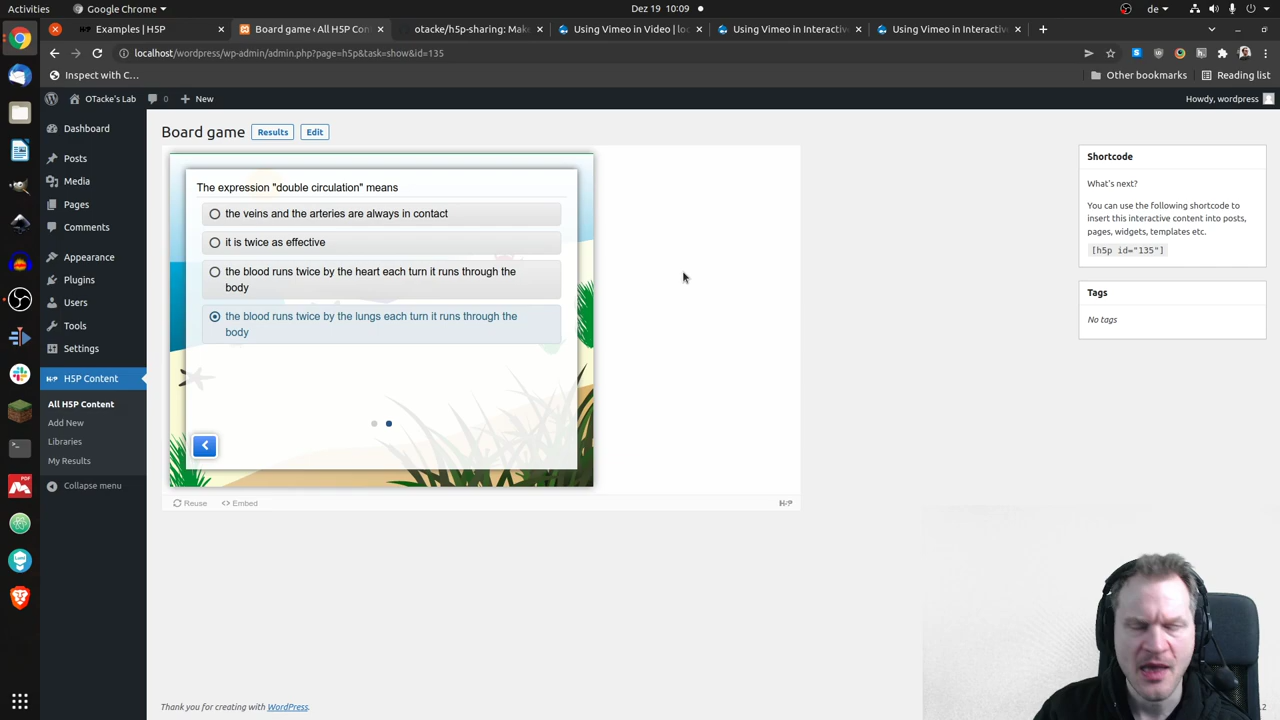 Activities
Google Chrome
Dez 19 10:09
de
Examples | H5P
Board game ‹ All H5P Con
otacke/h5p-sharing: Make
Using Vimeo in Video | loc
Using Vimeo in Interactive
Using Vimeo in Interactive
localhost/wordpress/wp-admin/admin.php?page=h5p&task=show&id=135
Inspect with C...
Other bookmarks
Reading list
OTacke's Lab
0
New
Howdy, wordpress
Dashboard
Posts
Media
Pages
Comments
Appearance
Plugins
Users
Tools
Settings
H5P Content
All H5P Content
Add New
Libraries
My Results
Collapse menu
Board game
Results
Edit
The expression "double circulation" means
the veins and the arteries are always in contact
it is twice as effective
the blood runs twice by the heart each turn it runs through the
body
the blood runs twice by the lungs each turn it runs through the
body
Reuse
Embed
H5P
Shortcode
What's next?
You can use the following shortcode to
insert this interactive content into posts,
pages, widgets, templates etc.
[h5p id="135"]
Tags
No tags
Thank you for creating with WordPress.